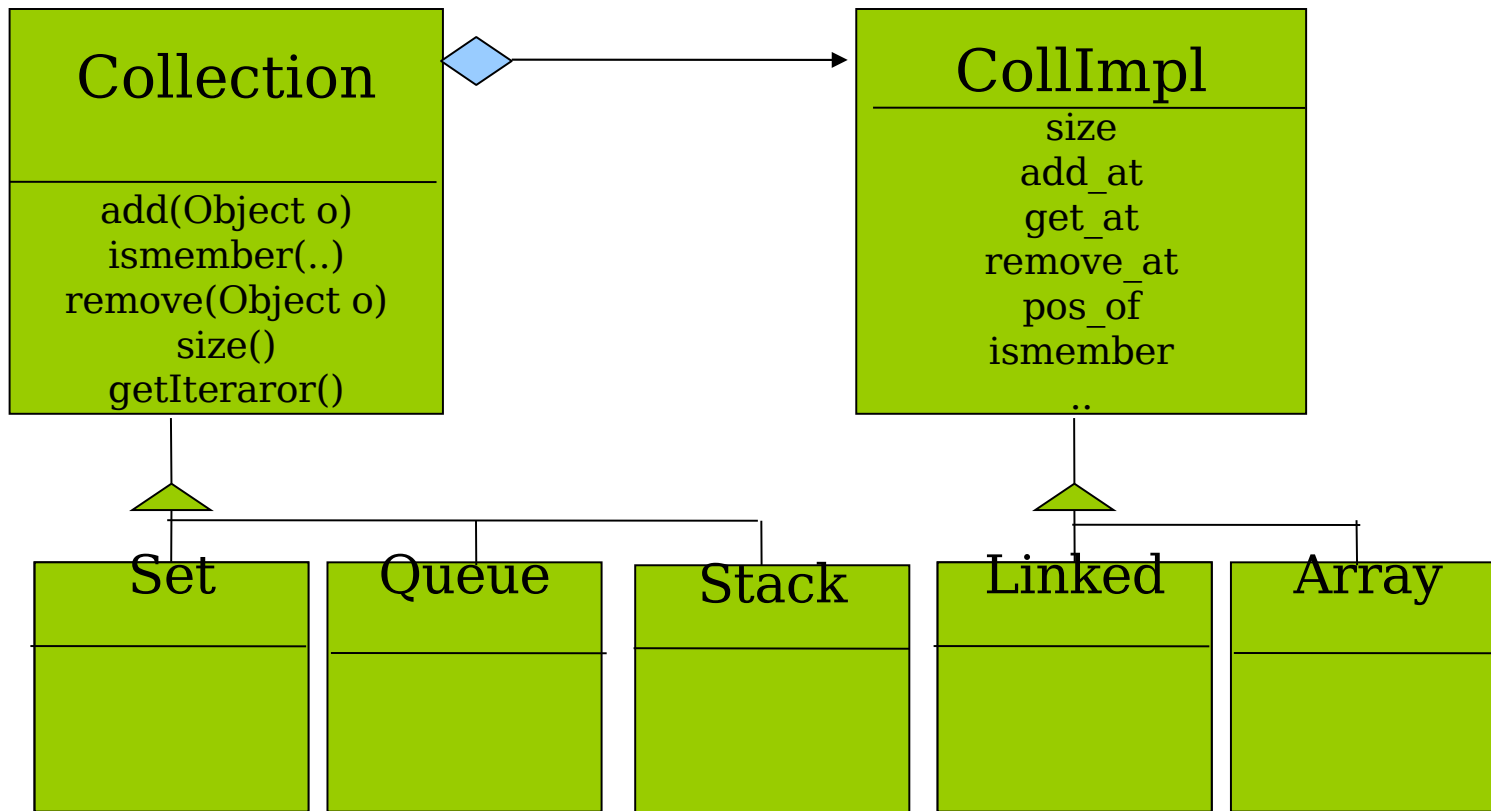 Collection
add(Object o)
ismember(..)
remove(Object o)
size()
getIteraror()
CollImpl
size
add_at
get_at
remove_at
pos_of
ismember
..
Set
Queue
Stack
Linked
Array